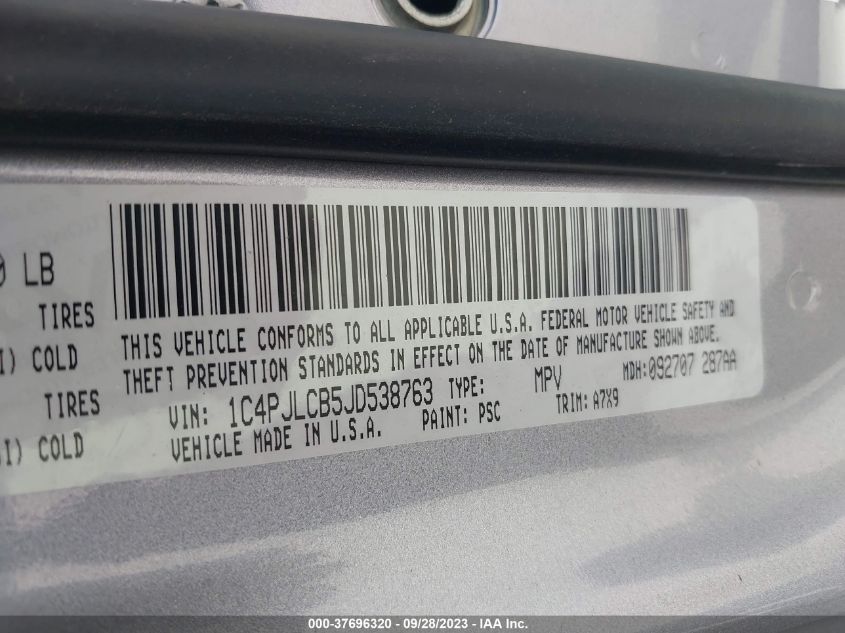 0 LB
TIRES
I) COLD
TIRES
SI) COLD
THIS VEHICLE CONFORMS TO ALL APPLICABLE U.S.A. FEDERAL MOTOR VEHICLE SAFETY AND
THEFT PREVENTION STANDARDS IN EFFECT ON THE DATE OF MANUFACTURE SHOWN ABOVE.
VIN: 1C4PJLCB5JD538763 TYPE: MPV MDH:092707 287AA
VEHICLE MADE IN U.S.A. PAINT: PSC TRIM: A7X9
000-37696320 - 09/28/2023 - IAA Inc.